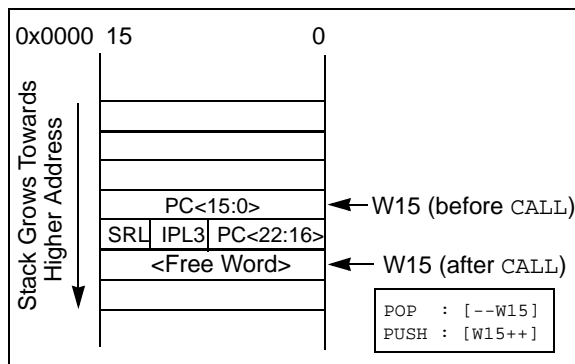 0x0000 15 0
Stack Grows Towards
Higher Address
PC<15:0>
W15 (before CALL)
SRL IPL3 PC<22:16>
<Free Word>
W15 (after CALL)
POP : [--W15]
PUSH : [W15++]